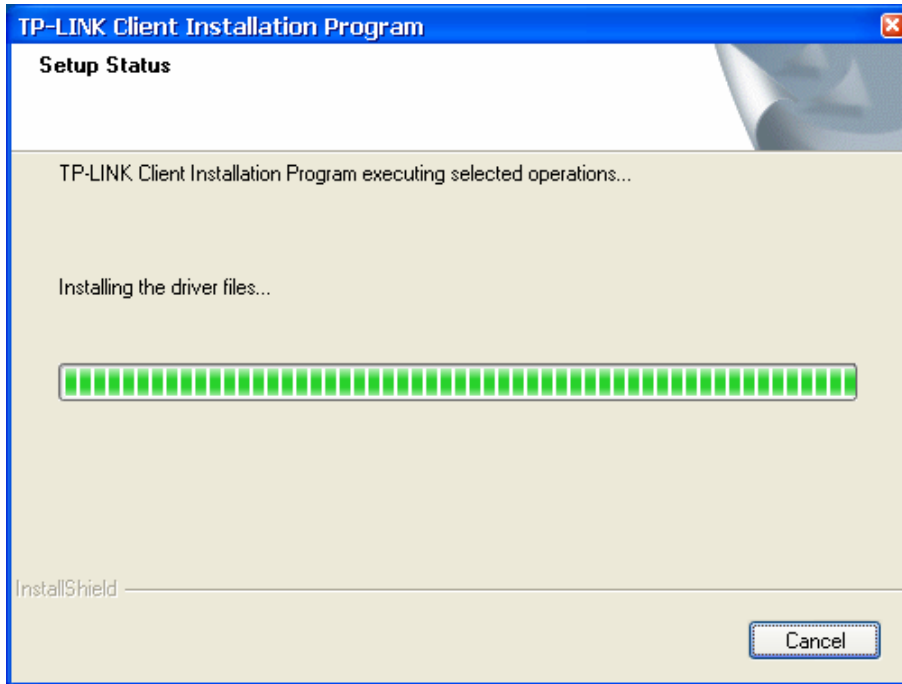 TP-LINK Client Installation Program
Setup Status
TP-LINK Client Installation Program executing selected operations...
Installing the driver files...
InstallShield
Cancel